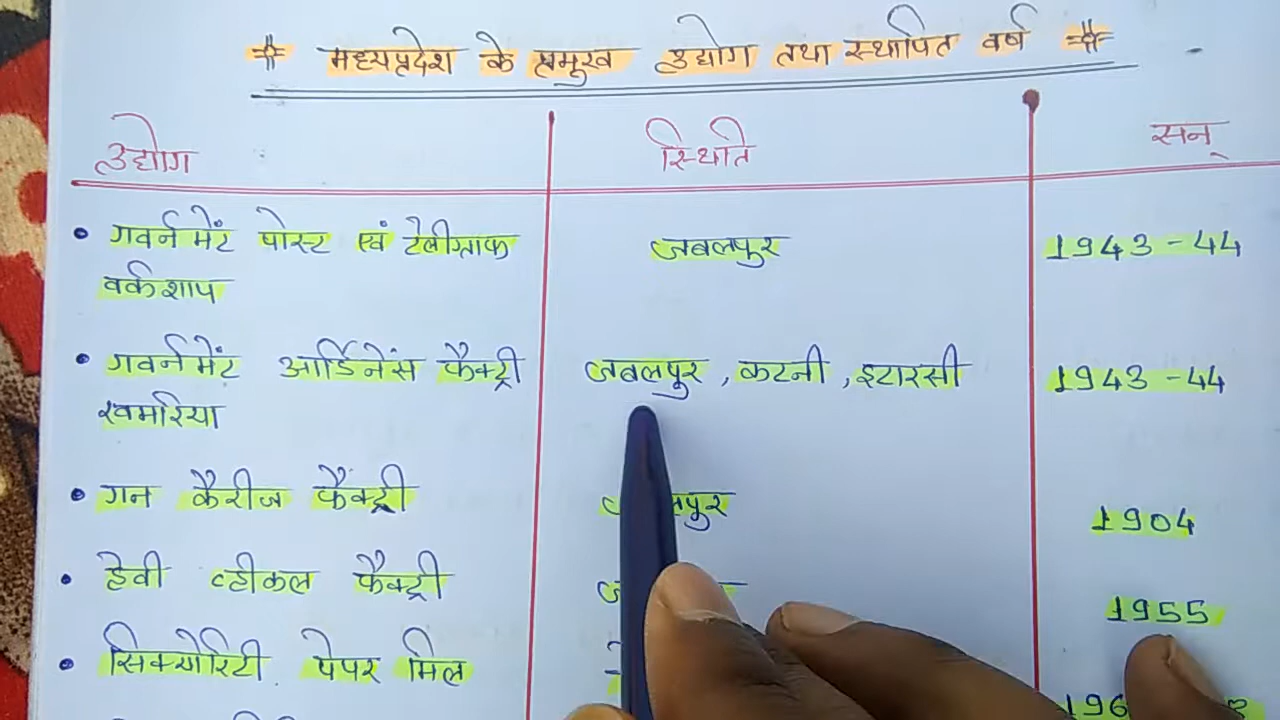 # मध्यप्रदेश के प्रमुख उद्योग तथा स्थापित वर्ष #
उद्योग स्थिति सन्
• गवर्नमेंट पोस्ट एवं टेलीग्राफ जबलपुर 1943-44
वर्कशाप
• गवर्नमेंट आर्डिनेंस फैक्ट्री जबलपुर, कटनी, इटारसी 1943-44
खमरिया
• गन कैरीज फैक्ट्री 1904
• हेवी व्हीकल फैक्ट्री 1955
• सिक्योरिटी पेपर मिल